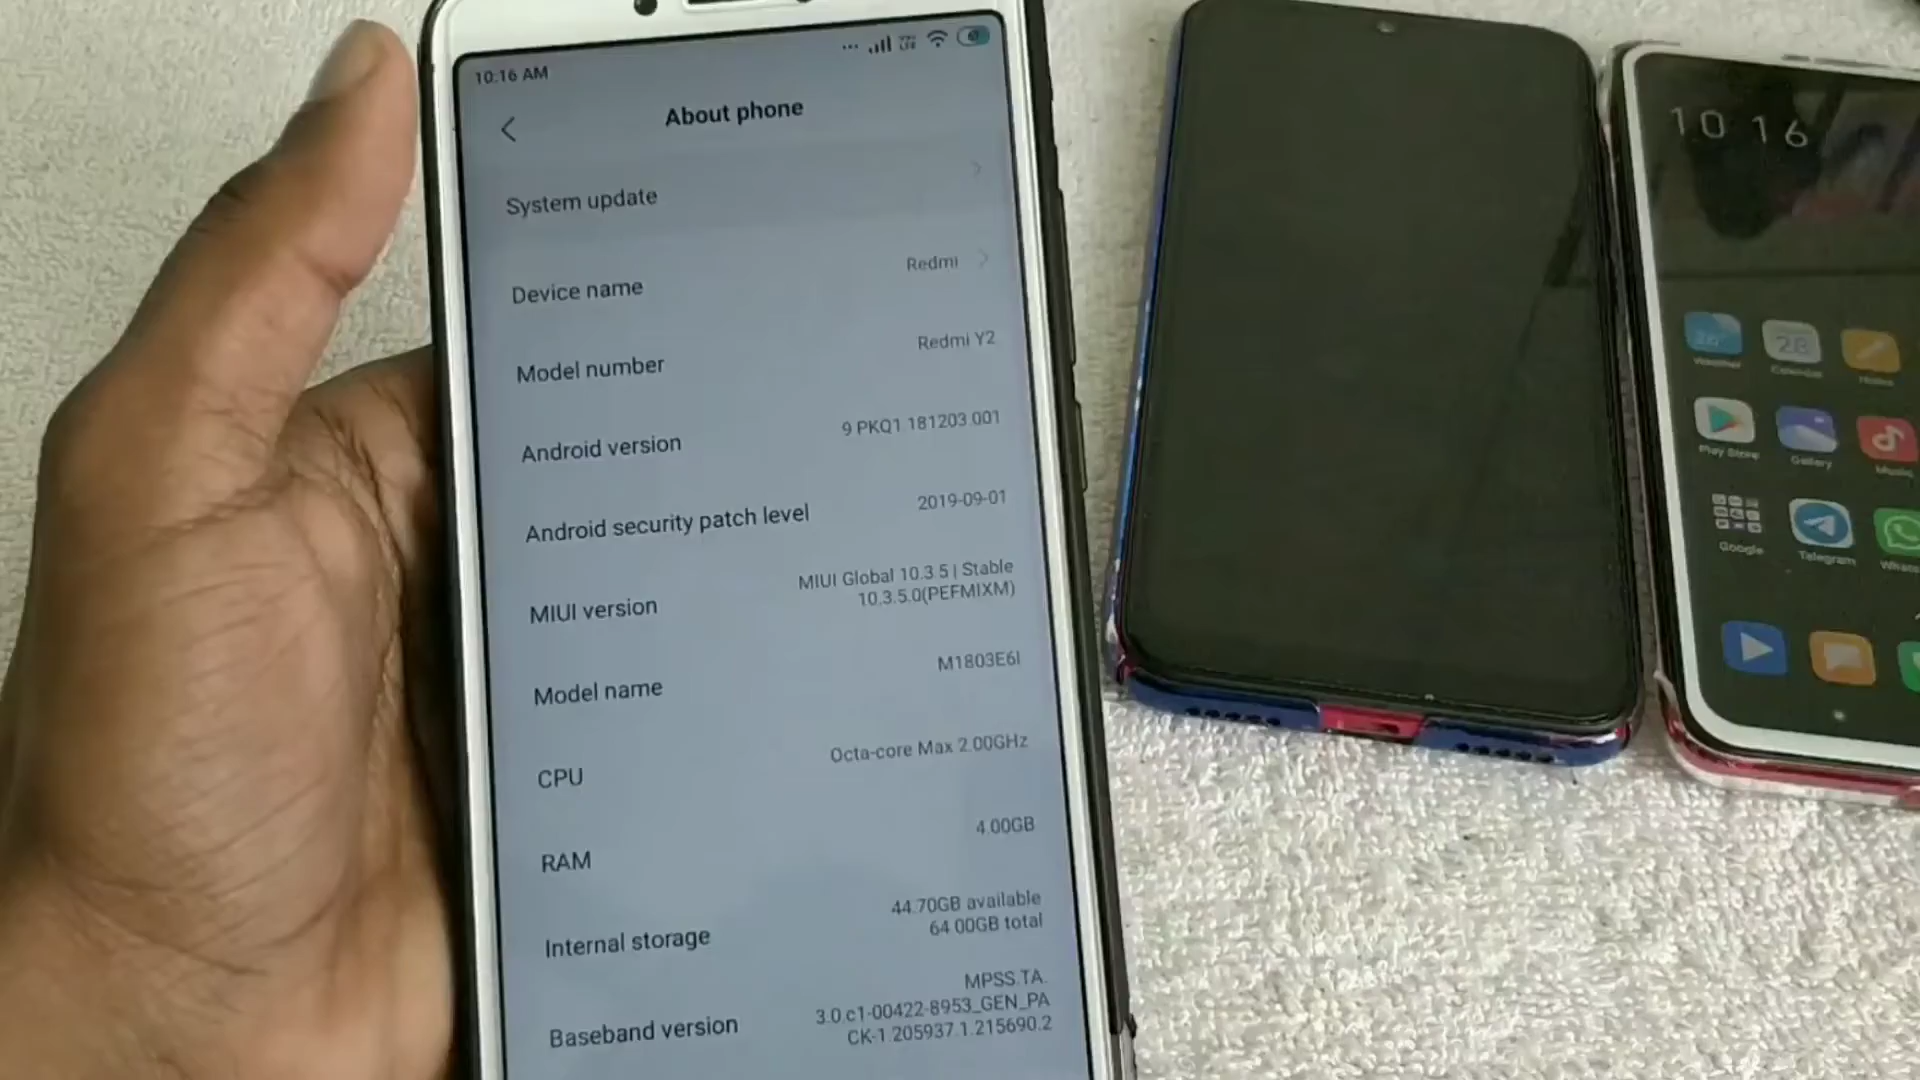 10:16 AM
About phone
System update
Device name
Redmi
Model number
Redmi Y2
Android version
9 PKQ1 181203 001
Android security patch level
2019-09-01
MIUI version
MIUI Global 10.3.5 | Stable
10.3.5.0(PEFMIXM)
Model name
M1803E6I
CPU
Octa-core Max 2.00GHz
RAM
4.00GB
Internal storage
44.70GB available
64.00GB total
Baseband version
MPSS.TA.
3.0.c1-00422-8953_GEN_PA
CK-1.205937.1.215690.2
10 16
Weather
Calendar
28
Play Store
Gallery
Music
Google
Telegram